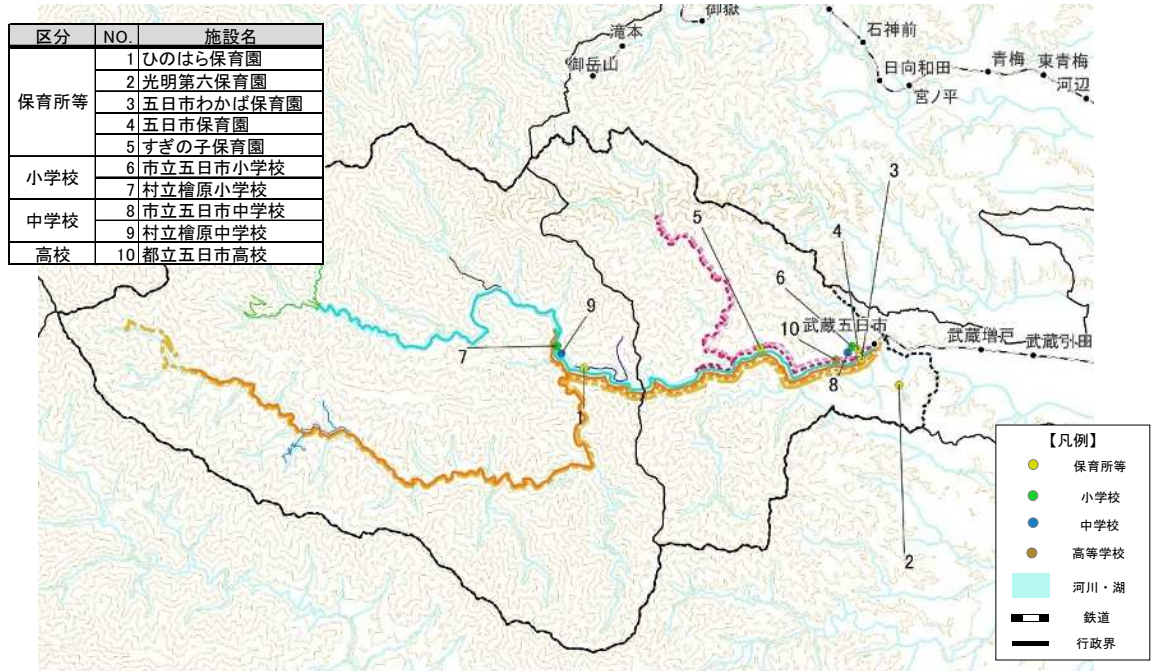 区分 NO. 施設名
保育所等
1 ひのはら保育園
2 光明第六保育園
3 五日市わかば保育園
4 五日市保育園
5 すぎの子保育園
小学校
6 市立五日市小学校
7 村立檜原小学校
中学校
8 市立五日市中学校
9 村立檜原中学校
高校 10 都立五日市高校
御嶽
滝本
御岳山
石神前
日向和田
宮ノ平
青梅
東青梅
河辺
3
5
4
6
10
武蔵五日市
武蔵増戸
武蔵引田
9
7
8
1
2
【凡例】
保育所等
小学校
中学校
高等学校
河川・湖
鉄道
行政界